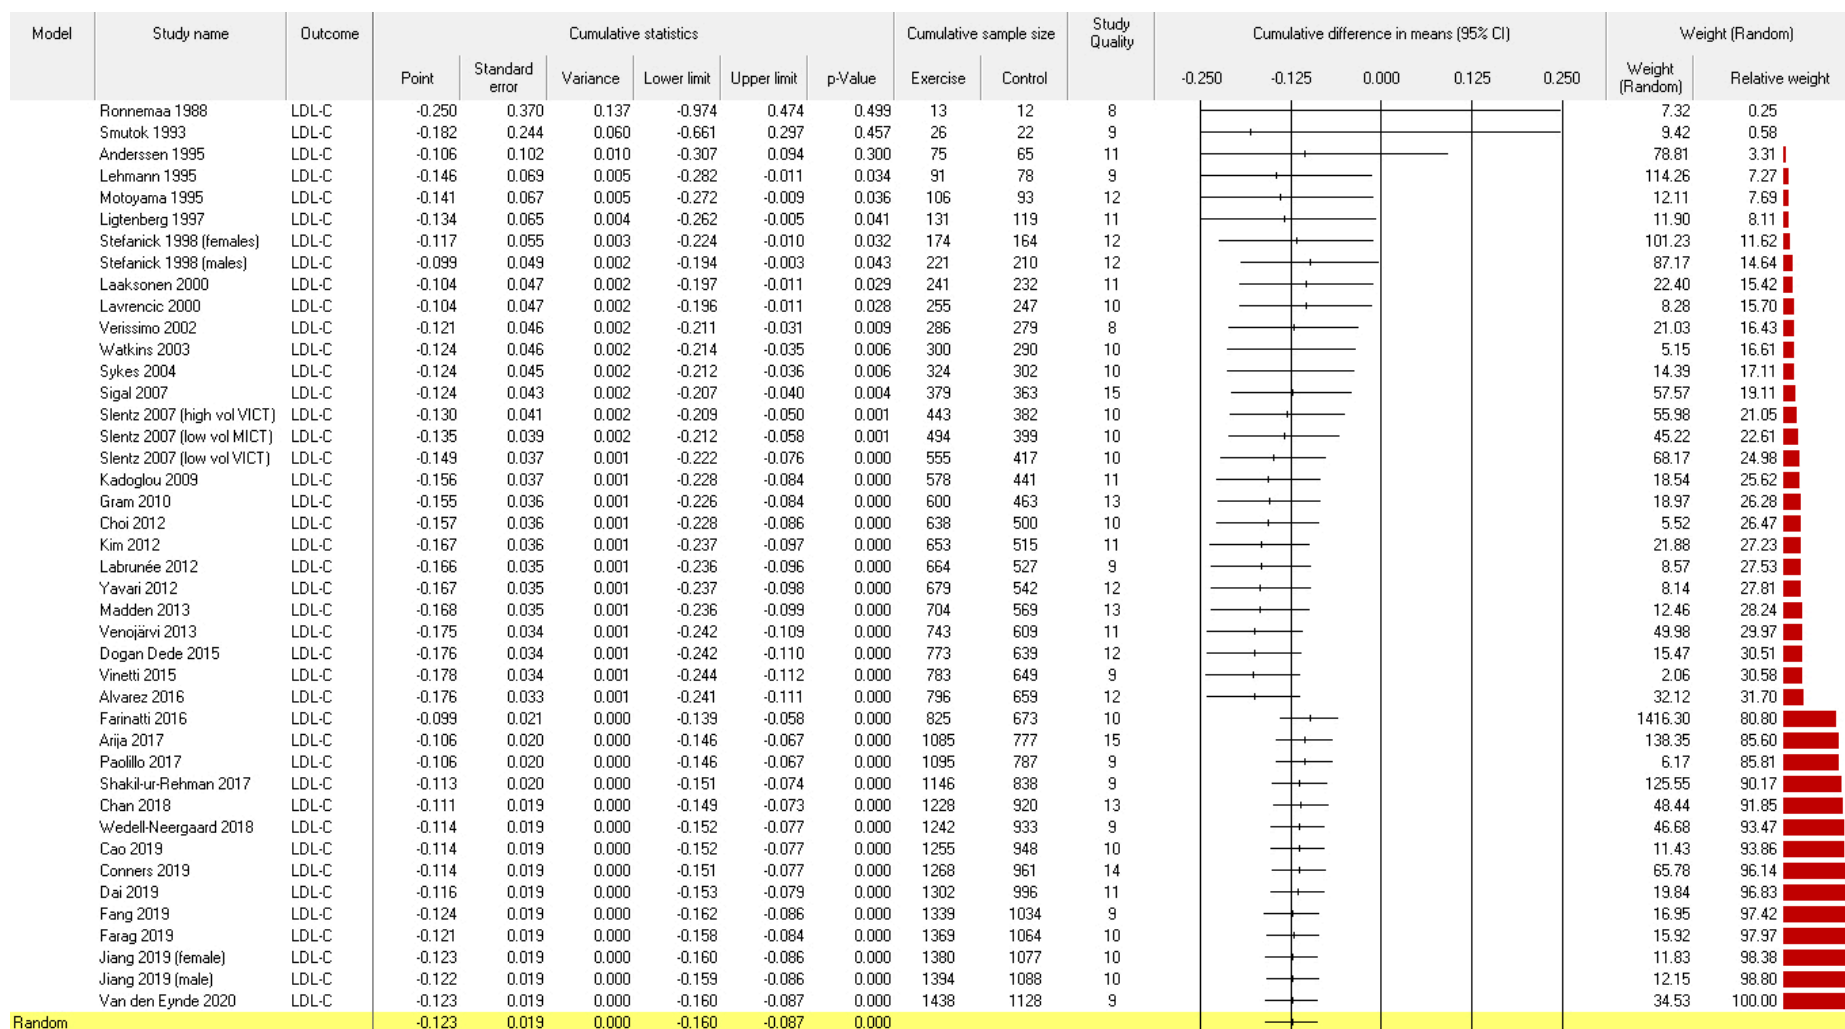 Model Study name Outcome Cumulative statistics Cumulative sample size Study Quality Cumulative difference in means (95% CI) Weight (Random)
Point Standard error Variance Lower limit Upper limit p-Value Exercise Control -0.250 -0.125 0.000 0.125 0.250 Weight (Random) Relative weight
Ronnemaa 1988 LDL-C -0.250 0.370 0.137 -0.974 0.474 0.499 13 12 8 7.32 0.25
Smutok 1993 LDL-C -0.182 0.244 0.060 -0.661 0.297 0.457 26 22 9 9.42 0.58
Anderssen 1995 LDL-C -0.106 0.102 0.010 -0.307 0.094 0.300 75 65 11 78.81 3.31
Lehmann 1995 LDL-C -0.146 0.069 0.005 -0.282 -0.011 0.034 91 78 9 114.26 7.27
Motoyama 1995 LDL-C -0.141 0.067 0.005 -0.272 -0.009 0.036 106 93 12 12.11 7.69
Ligtenberg 1997 LDL-C -0.134 0.065 0.004 -0.262 -0.005 0.041 131 119 11 11.90 8.11
Stefanick 1998 (females) LDL-C -0.117 0.055 0.003 -0.224 -0.010 0.032 174 164 12 101.23 11.62
Stefanick 1998 (males) LDL-C -0.099 0.049 0.002 -0.194 -0.003 0.043 221 210 12 87.17 14.64
Laaksonen 2000 LDL-C -0.104 0.047 0.002 -0.197 -0.011 0.029 241 232 11 22.40 15.42
Lavrencic 2000 LDL-C -0.104 0.047 0.002 -0.196 -0.011 0.028 255 247 10 8.28 15.70
Verissimo 2002 LDL-C -0.121 0.046 0.002 -0.211 -0.031 0.009 286 279 8 21.03 16.43
Watkins 2003 LDL-C -0.124 0.046 0.002 -0.214 -0.035 0.006 300 290 10 5.15 16.61
Sykes 2004 LDL-C -0.124 0.045 0.002 -0.212 -0.036 0.006 324 302 10 14.39 17.11
Sigal 2007 LDL-C -0.124 0.043 0.002 -0.207 -0.040 0.004 379 363 15 57.57 19.11
Slentz 2007 (high vol VICT) LDL-C -0.130 0.041 0.002 -0.209 -0.050 0.001 443 382 10 55.98 21.05
Slentz 2007 (low vol MICT) LDL-C -0.135 0.039 0.002 -0.212 -0.058 0.001 494 399 10 45.22 22.61
Slentz 2007 (low vol VICT) LDL-C -0.149 0.037 0.001 -0.222 -0.076 0.000 555 417 10 68.17 24.98
Kadoglou 2009 LDL-C -0.156 0.037 0.001 -0.228 -0.084 0.000 578 441 11 18.54 25.62
Gram 2010 LDL-C -0.155 0.036 0.001 -0.226 -0.084 0.000 600 463 13 18.97 26.28
Choi 2012 LDL-C -0.157 0.036 0.001 -0.228 -0.086 0.000 638 500 10 5.52 26.47
Kim 2012 LDL-C -0.167 0.036 0.001 -0.237 -0.097 0.000 653 515 11 21.88 27.23
Labrunée 2012 LDL-C -0.166 0.035 0.001 -0.236 -0.096 0.000 664 527 9 8.57 27.53
Yavari 2012 LDL-C -0.167 0.035 0.001 -0.237 -0.098 0.000 679 542 12 8.14 27.81
Madden 2013 LDL-C -0.168 0.035 0.001 -0.236 -0.099 0.000 704 569 13 12.46 28.24
Venojärvi 2013 LDL-C -0.175 0.034 0.001 -0.242 -0.109 0.000 743 609 11 49.98 29.97
Dogan Dede 2015 LDL-C -0.176 0.034 0.001 -0.242 -0.110 0.000 773 639 12 15.47 30.51
Vinetti 2015 LDL-C -0.178 0.034 0.001 -0.244 -0.112 0.000 783 649 9 2.06 30.58
Alvarez 2016 LDL-C -0.176 0.033 0.001 -0.241 -0.111 0.000 796 659 12 32.12 31.70
Farinatti 2016 LDL-C -0.099 0.021 0.000 -0.139 -0.058 0.000 825 673 10 1416.30 80.80
Arija 2017 LDL-C -0.106 0.020 0.000 -0.146 -0.067 0.000 1085 777 15 138.35 85.60
Paolillo 2017 LDL-C -0.106 0.020 0.000 -0.146 -0.067 0.000 1095 787 9 6.17 85.81
Shakil-ur-Rehman 2017 LDL-C -0.113 0.020 0.000 -0.151 -0.074 0.000 1146 838 9 125.55 90.17
Chan 2018 LDL-C -0.111 0.019 0.000 -0.149 -0.073 0.000 1228 920 13 48.44 91.85
Wedell-Neergaard 2018 LDL-C -0.114 0.019 0.000 -0.152 -0.077 0.000 1242 933 9 46.68 93.47
Cao 2019 LDL-C -0.114 0.019 0.000 -0.152 -0.077 0.000 1255 948 10 11.43 93.86
Conners 2019 LDL-C -0.114 0.019 0.000 -0.151 -0.077 0.000 1268 961 14 65.78 96.14
Dai 2019 LDL-C -0.116 0.019 0.000 -0.153 -0.079 0.000 1302 996 11 19.84 96.83
Fang 2019 LDL-C -0.124 0.019 0.000 -0.162 -0.086 0.000 1339 1034 9 16.95 97.42
Farag 2019 LDL-C -0.121 0.019 0.000 -0.158 -0.084 0.000 1369 1064 10 15.92 97.97
Jiang 2019 (female) LDL-C -0.123 0.019 0.000 -0.160 -0.086 0.000 1380 1077 10 11.83 98.38
Jiang 2019 (male) LDL-C -0.122 0.019 0.000 -0.159 -0.086 0.000 1394 1088 10 12.15 98.80
Van den Eynde 2020 LDL-C -0.123 0.019 0.000 -0.160 -0.087 0.000 1438 1128 9 34.53 100.00
Random -0.123 0.019 0.000 -0.160 -0.087 0.000